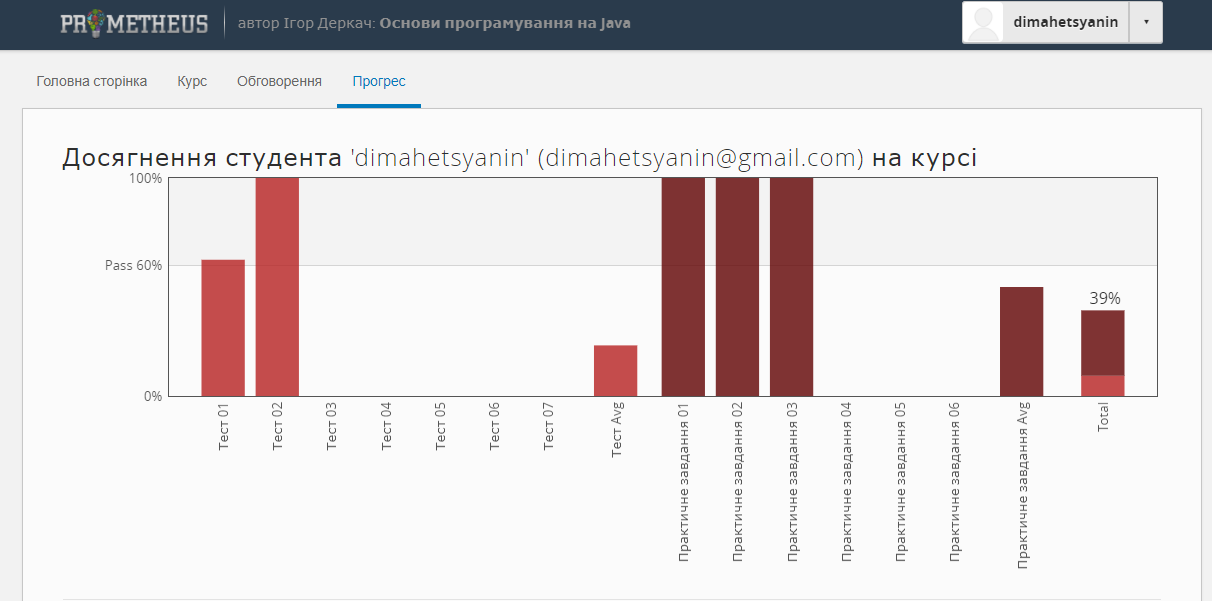 PROMETHEUS
автор Ігор Деркач: Основи програмування на Java
dimahetsyanin
Головна сторінка
Курс
Обговорення
Прогрес
Досягнення студента 'dimahetsyanin' (dimahetsyanin@gmail.com) на курсі
100%
Pass 60%
0%
39%
Тест 01
Тест 02
Тест 03
Тест 04
Тест 05
Тест 06
Тест 07
Тест Avg
Практичне завдання 01
Практичне завдання 02
Практичне завдання 03
Практичне завдання 04
Практичне завдання 05
Практичне завдання 06
Практичне завдання Avg
Total